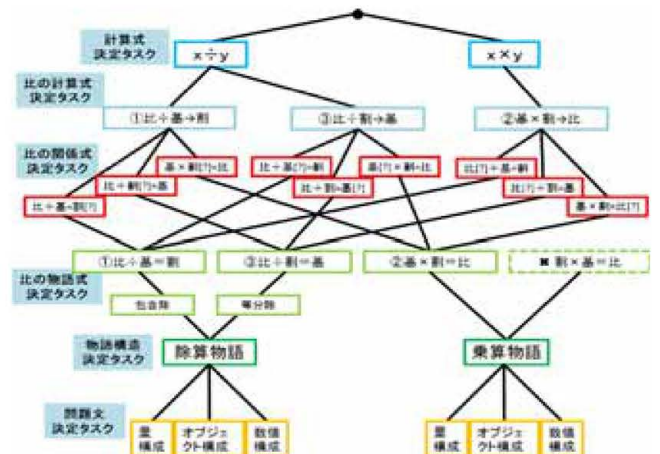 計算式
決定タスク
x÷y
x×y
比の計算式
決定タスク
①比÷基→割
③比÷割→基
②基×割→比
比の関係式
決定タスク
基×割[?]=比
比÷基[?]=割
基[?]×割=比
比[?]÷基=割
比÷割[?]=基
比÷割=基[?]
比[?]÷割=基
比÷基=割[?]
基×割=比[?]
①比÷基=割
③比÷割=基
②基×割=比
割×基=比
比の物語式
決定タスク
包含除
等分除
物語構造
決定タスク
除算物語
乗算物語
問題文
決定タスク
量
構成
オブジェ
クト構成
数値
構成
量
構成
オブジェ
クト構成
数値
構成